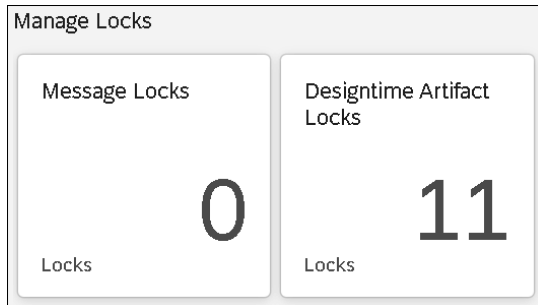 Manage Locks
Message Locks
0
Locks
Designtime Artifact
Locks
11
Locks